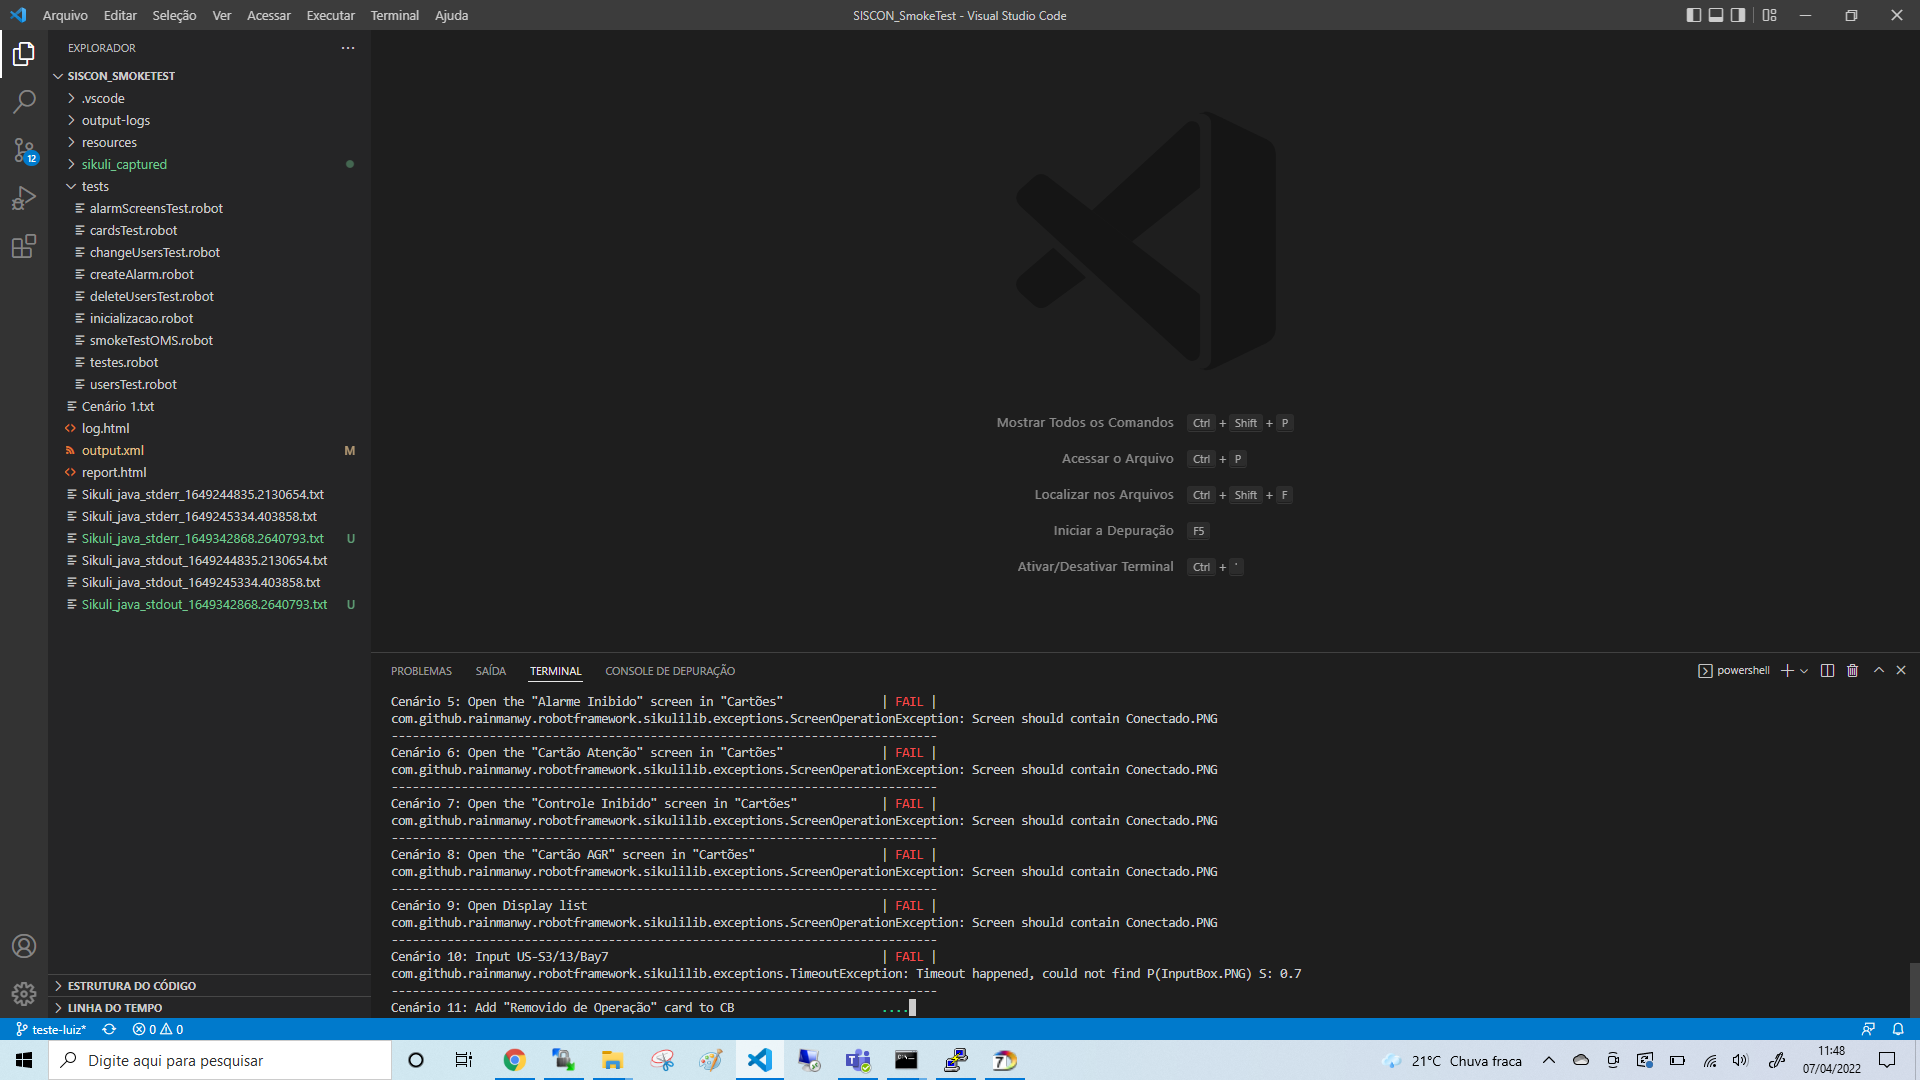 Arquivo Editar Seleção Ver Acessar Executar Terminal Ajuda
SISCON_SmokeTest - Visual Studio Code
EXPLORADOR
SISCON_SMOKETEST
.vscode
output-logs
resources
12
sikuli_captured
tests
alarmScreensTest.robot
cardsTest.robot
changeUsersTest.robot
createAlarm.robot
deleteUsersTest.robot
inicializacao.robot
smokeTestOMS.robot
testes.robot
usersTest.robot
Cenário 1.txt
log.html
output.xml M
report.html
Sikuli_java_stderr_1649244835.2130654.txt
Sikuli_java_stderr_1649245334.403858.txt
Sikuli_java_stderr_1649342868.2640793.txt U
Sikuli_java_stdout_1649244835.2130654.txt
Sikuli_java_stdout_1649245334.403858.txt
Sikuli_java_stdout_1649342868.2640793.txt U
ESTRUTURA DO CÓDIGO
LINHA DO TEMPO
Mostrar Todos os Comandos Ctrl + Shift + P
Acessar o Arquivo Ctrl + P
Localizar nos Arquivos Ctrl + Shift + F
Iniciar a Depuração F5
Ativar/Desativar Terminal Ctrl + '
PROBLEMAS SAÍDA TERMINAL CONSOLE DE DEPURAÇÃO
powershell
Cenário 5: Open the "Alarme Inibido" screen in "Cartões" | FAIL |
com.github.rainmanwy.robotframework.sikulilib.exceptions.ScreenOperationException: Screen should contain Conectado.PNG
------------------------------------------------------------------------------
Cenário 6: Open the "Cartão Atenção" screen in "Cartões" | FAIL |
com.github.rainmanwy.robotframework.sikulilib.exceptions.ScreenOperationException: Screen should contain Conectado.PNG
------------------------------------------------------------------------------
Cenário 7: Open the "Controle Inibido" screen in "Cartões" | FAIL |
com.github.rainmanwy.robotframework.sikulilib.exceptions.ScreenOperationException: Screen should contain Conectado.PNG
------------------------------------------------------------------------------
Cenário 8: Open the "Cartão AGR" screen in "Cartões" | FAIL |
com.github.rainmanwy.robotframework.sikulilib.exceptions.ScreenOperationException: Screen should contain Conectado.PNG
------------------------------------------------------------------------------
Cenário 9: Open Display list | FAIL |
com.github.rainmanwy.robotframework.sikulilib.exceptions.ScreenOperationException: Screen should contain Conectado.PNG
------------------------------------------------------------------------------
Cenário 10: Input US-S3/13/Bay7 | FAIL |
com.github.rainmanwy.robotframework.sikulilib.exceptions.TimeoutException: Timeout happened, could not find P(InputBox.PNG) S: 0.7
------------------------------------------------------------------------------
Cenário 11: Add "Removido de Operação" card to CB ....
teste-luiz* 0 0
Digite aqui para pesquisar
7
21°C Chuva fraca
11:48
07/04/2022